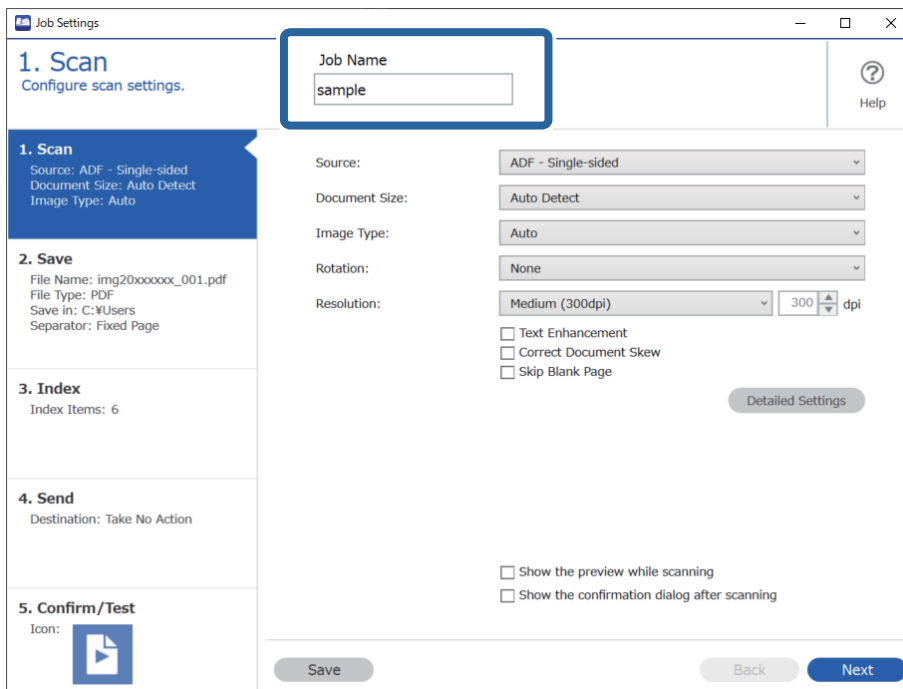 Job Settings
1. Scan
Configure scan settings.
Job Name
sample
Help
1. Scan
Source: ADF - Single-sided
Document Size: Auto Detect
Image Type: Auto
2. Save
File Name: img20xxxxxx_001.pdf
File Type: PDF
Save in: C:¥Users
Separator: Fixed Page
3. Index
Index Items: 6
4. Send
Destination: Take No Action
5. Confirm/Test
Icon:
Source: ADF - Single-sided
Document Size: Auto Detect
Image Type: Auto
Rotation: None
Resolution: Medium (300dpi) 300 dpi
Text Enhancement
Correct Document Skew
Skip Blank Page
Detailed Settings
Show the preview while scanning
Show the confirmation dialog after scanning
Save Back Next